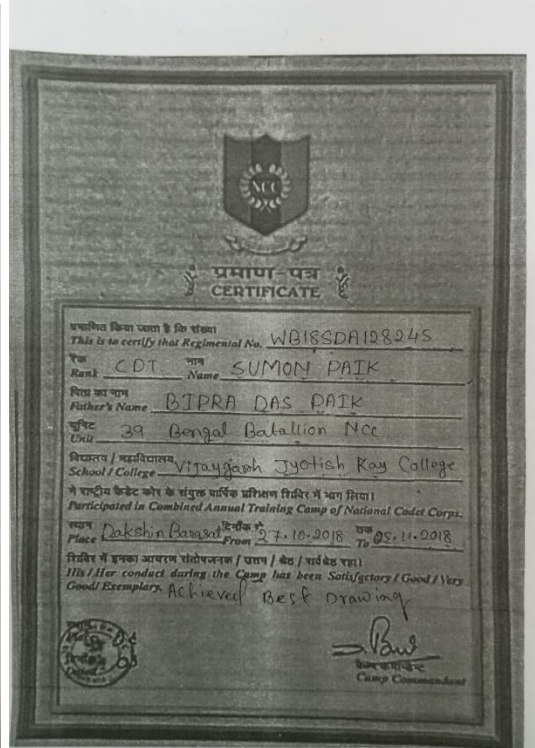 NCC
प्रमाण-पत्र
CERTIFICATE
प्रमाणित किया जाता है कि संख्या
This is to certify that Regimental No. WB18SDA128245
रैंक नाम
Rank CDT Name SUMON PAIK
पिता का नाम
Father's Name BIPRA DAS PAIK
यूनिट
Unit 39 Bengal Batallion Ncc
विद्यालय / महाविद्यालय
School / College Vijaygarh Jyotish Ray College
ने राष्ट्रीय कैडेट कोर के संयुक्त वार्षिक प्रशिक्षण शिविर में भाग लिया।
Participated in Combined Annual Training Camp of National Cadet Corps.
स्थान दिनाँक से तक
Place Dakshin Barasat From 27.10.2018 To 05.11.2018
शिविर में इनका आचरण संतोषजनक / उत्तम / श्रेष्ठ / सर्वश्रेष्ठ रहा।
His / Her conduct during the Camp has been Satisfactory / Good / Very
Good / Exemplary. Achieved Best Drawing
दिनाँक
Dated
कैम्प कमान्डेन्ट
Camp Commandant